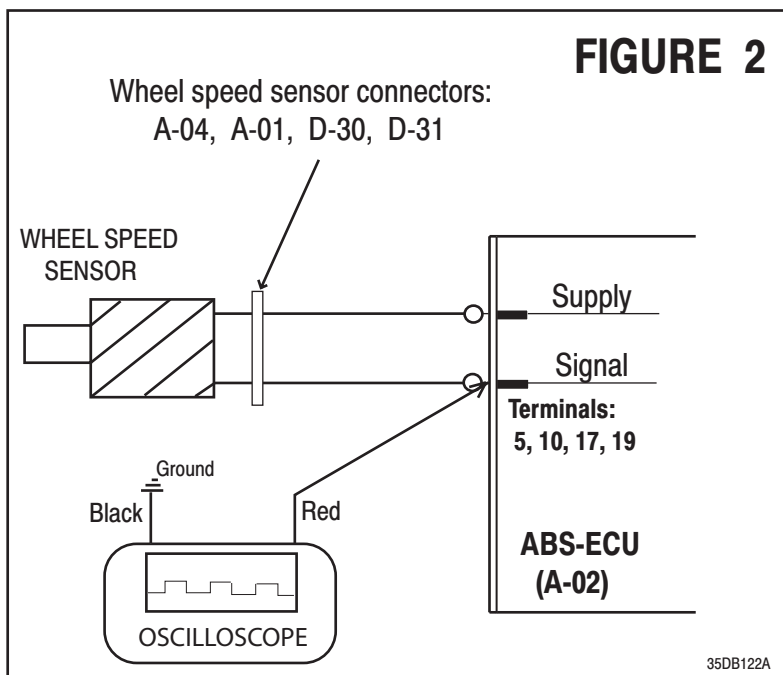 FIGURE 2
Wheel speed sensor connectors:
A-04, A-01, D-30, D-31
WHEEL SPEED
SENSOR
Supply
Signal
Terminals:
5, 10, 17, 19
Ground
Black
Red
ABS-ECU
(A-02)
OSCILLOSCOPE
35DB122A